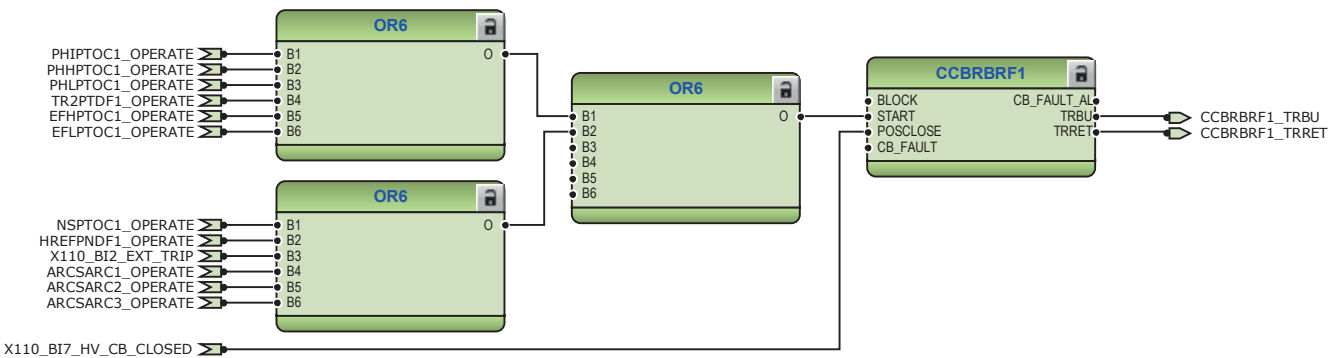 OR6
PHIPTOC1_OPERATE B1 O
PHHPTOC1_OPERATE B2
PHLPTOC1_OPERATE B3
TR2PTDF1_OPERATE B4
EFHPTOC1_OPERATE B5
EFLPTOC1_OPERATE B6
OR6
B1 O
B2
B3
B4
B5
B6
CCBRBRF1
BLOCK CB_FAULT_AL
START TRBU CCBRBRF1_TRBU
POSCLOSE TRRET CCBRBRF1_TRRET
CB_FAULT
OR6
NSPTOC1_OPERATE B1 O
HREFPNDF1_OPERATE B2
X110_BI2_EXT_TRIP B3
ARCSARC1_OPERATE B4
ARCSARC2_OPERATE B5
ARCSARC3_OPERATE B6
X110_BI7_HV_CB_CLOSED